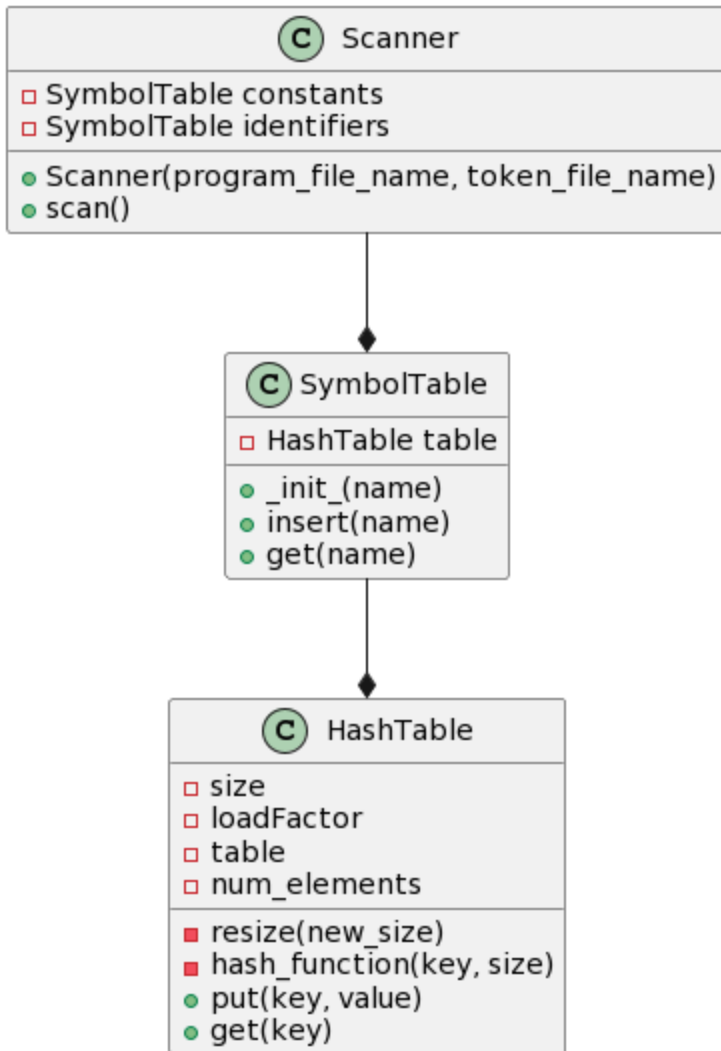 C Scanner
SymbolTable constants
SymbolTable identifiers
Scanner(program_file_name, token_file_name)
scan()
C SymbolTable
HashTable table
_init_(name)
insert(name)
get(name)
C HashTable
size
loadFactor
table
num_elements
resize(new_size)
hash_function(key, size)
put(key, value)
get(key)